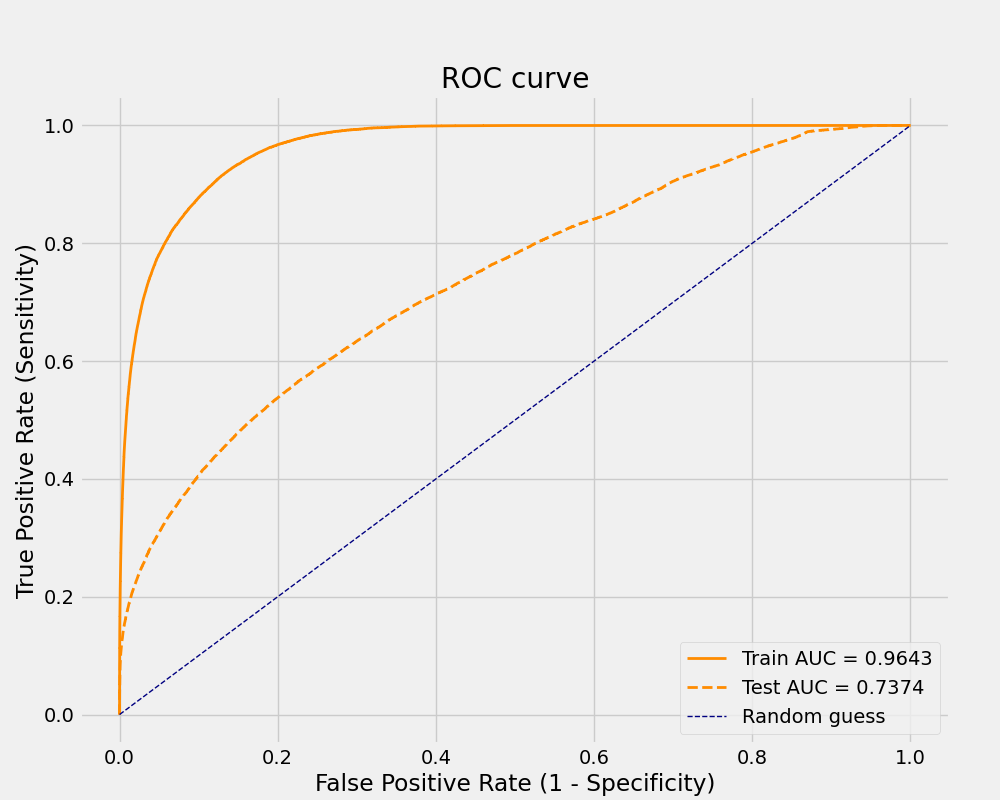 ROC curve
True Positive Rate (Sensitivity)
1.0
0.8
0.6
0.4
0.2
0.0
0.0 0.2 0.4 0.6 0.8 1.0
False Positive Rate (1 - Specificity)
Train AUC = 0.9643
Test AUC = 0.7374
Random guess